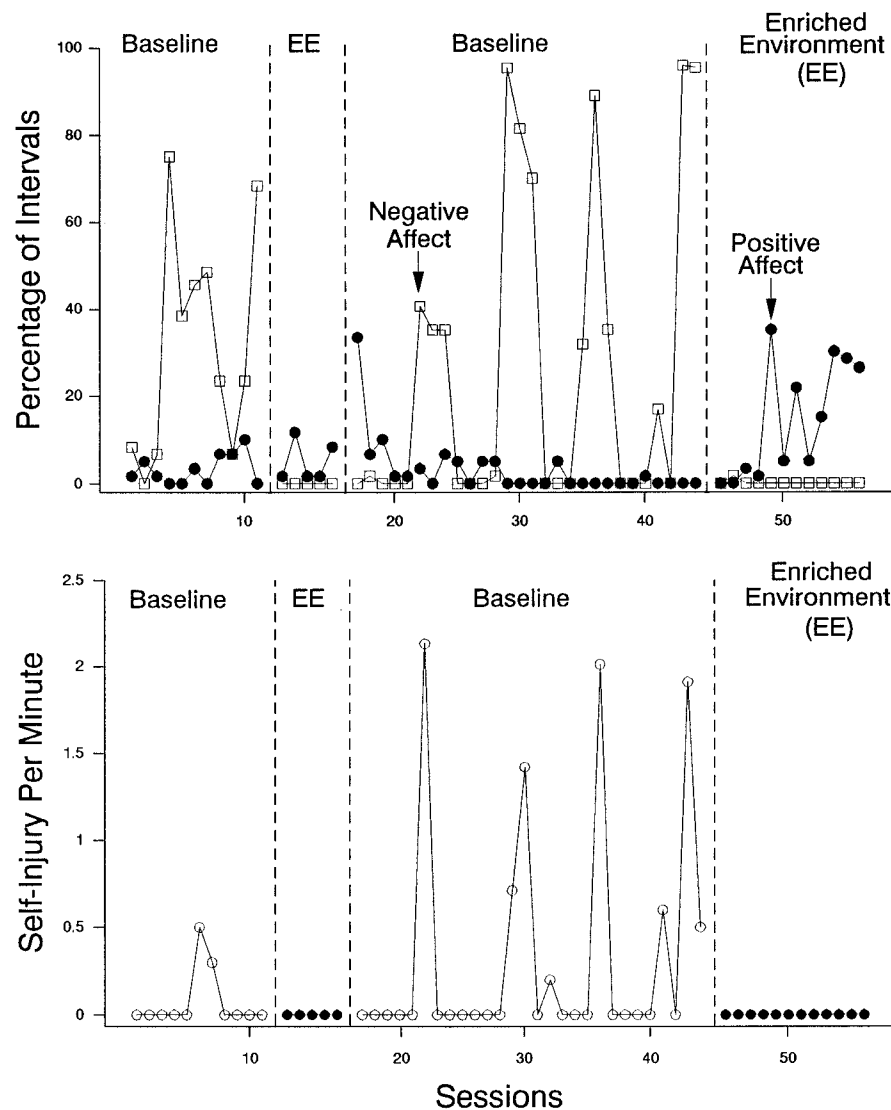 Baseline
EE
Baseline
Enriched
Environment
(EE)
Percentage of Intervals
100
80
60
40
20
0
Negative
Affect
Positive
Affect
10
20
30
40
50
Baseline
EE
Baseline
Enriched
Environment
(EE)
Self-Injury Per Minute
2.5
2
1.5
1
0.5
0
10
20
30
40
50
Sessions